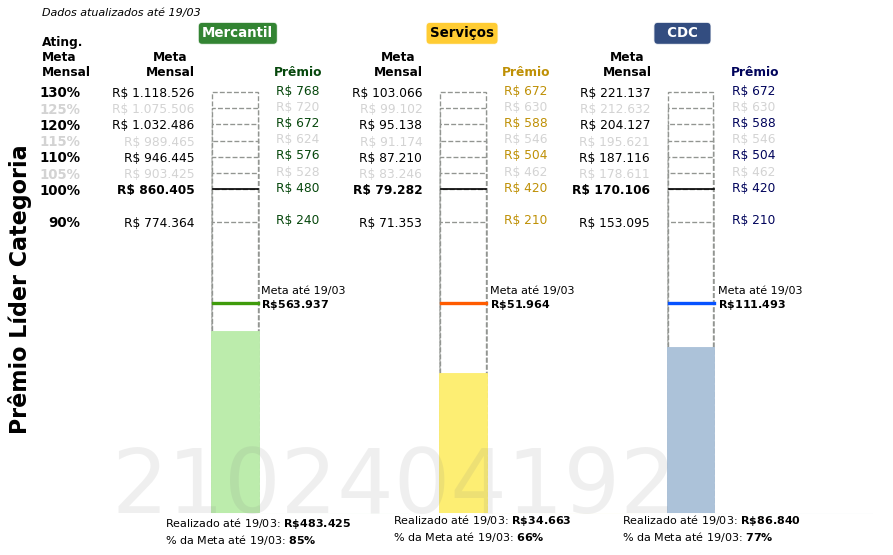 Dados atualizados até 19/03
Mercantil Serviços CDC
Ating. Meta Mensal
Meta Mensal Prêmio Meta Mensal Prêmio Meta Mensal Prêmio
130% R$ 1.118.526 R$ 768 R$ 103.066 R$ 672 R$ 221.137 R$ 672
125% R$ 1.075.506 R$ 720 R$ 99.102 R$ 630 R$ 212.632 R$ 630
120% R$ 1.032.486 R$ 672 R$ 95.138 R$ 588 R$ 204.127 R$ 588
115% R$ 989.465 R$ 624 R$ 91.174 R$ 546 R$ 195.621 R$ 546
110% R$ 946.445 R$ 576 R$ 87.210 R$ 504 R$ 187.116 R$ 504
105% R$ 903.425 R$ 528 R$ 83.246 R$ 462 R$ 178.611 R$ 462
100% R$ 860.405 R$ 480 R$ 79.282 R$ 420 R$ 170.106 R$ 420
90% R$ 774.364 R$ 240 R$ 71.353 R$ 210 R$ 153.095 R$ 210
Prêmio Líder Categoria
Meta até 19/03 Meta até 19/03 Meta até 19/03
R$563.937 R$51.964 R$111.493
2102404192
Realizado até 19/03: R$483.425 Realizado até 19/03: R$34.663 Realizado até 19/03: R$86.840
% da Meta até 19/03: 85% % da Meta até 19/03: 66% % da Meta até 19/03: 77%